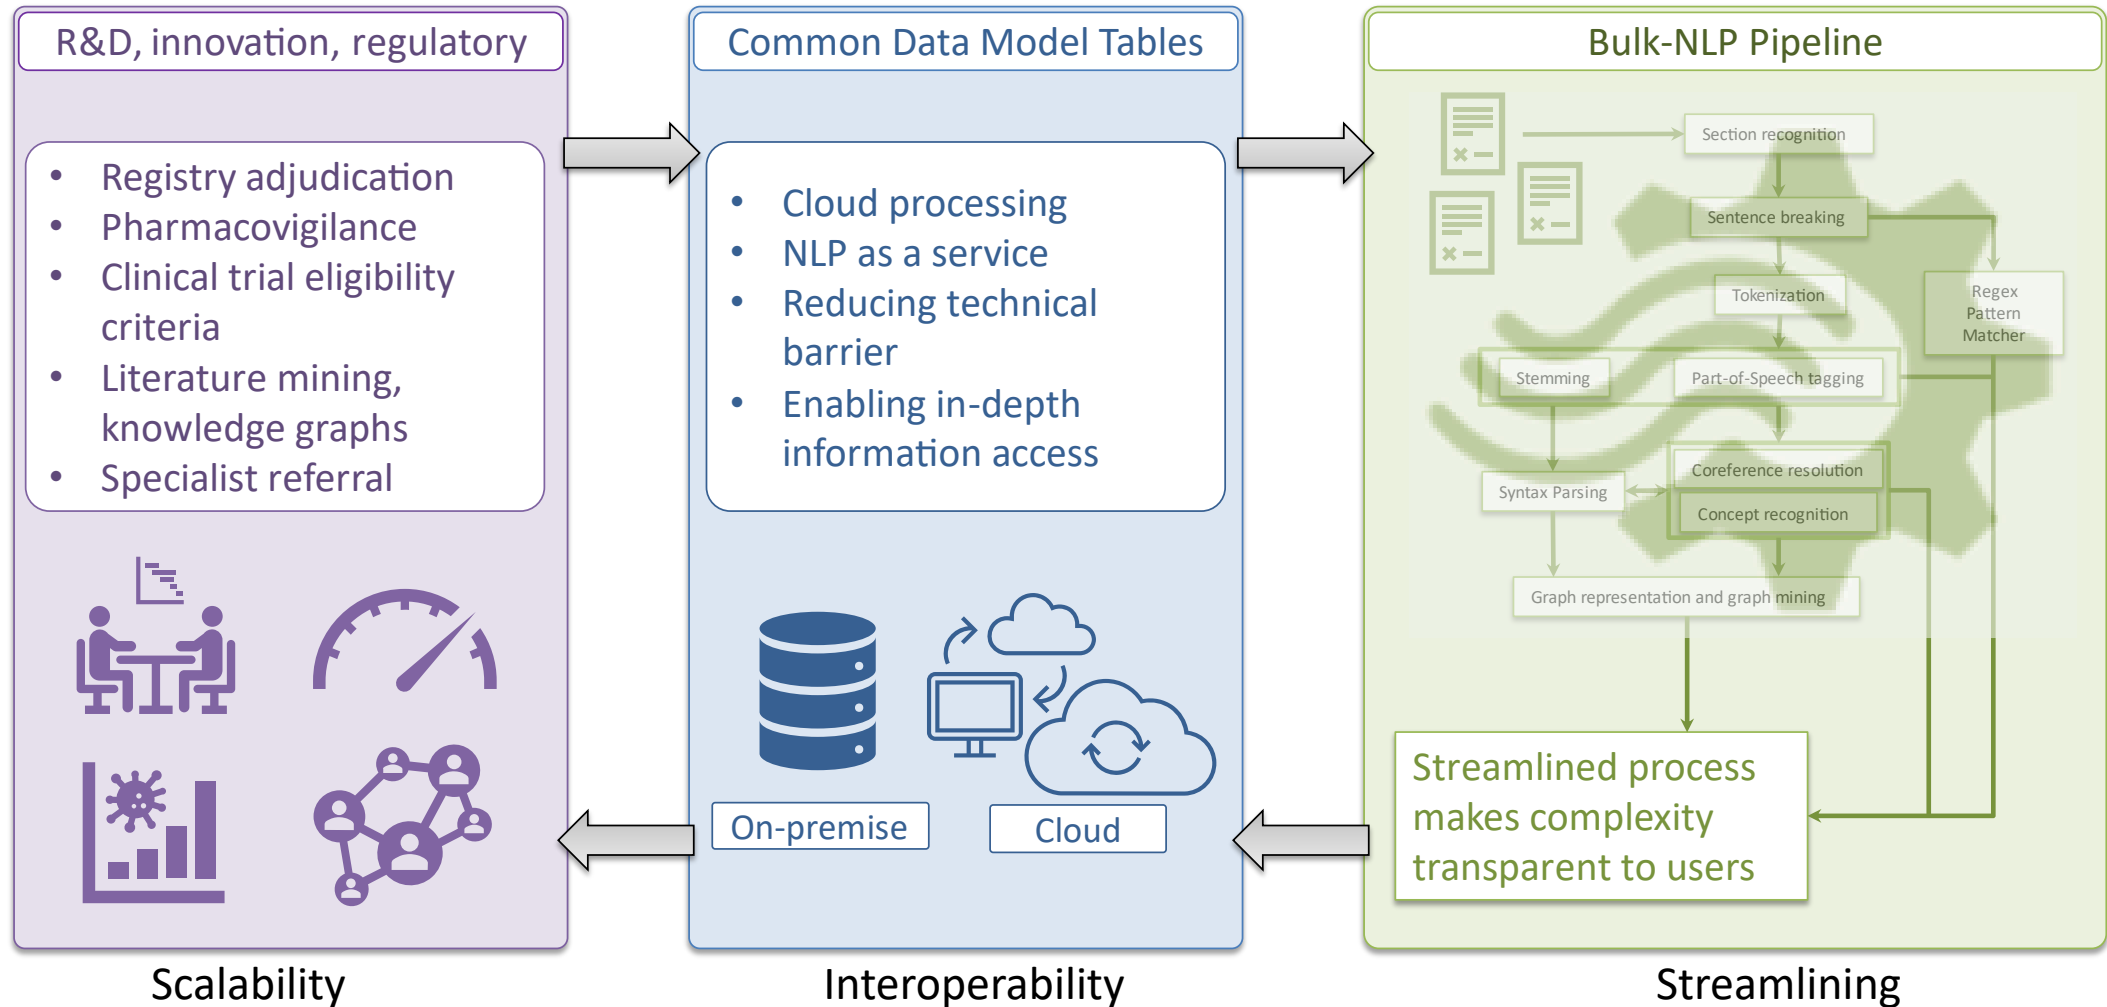 R&D, innovation, regulatory
• Registry adjudication
• Pharmacovigilance
• Clinical trial eligibility
criteria
• Literature mining,
knowledge graphs
• Specialist referral
Scalability
Common Data Model Tables
• Cloud processing
• NLP as a service
• Reducing technical
barrier
• Enabling in-depth
information access
On-premise
Cloud
Interoperability
Bulk-NLP Pipeline
Section recognition
Sentence breaking
Tokenization
Regex
Pattern
Matcher
Stemming
Part-of-Speech tagging
Coreference resolution
Syntax Parsing
Concept recognition
Graph representation and graph mining
Streamlined process
makes complexity
transparent to users
Streamlining